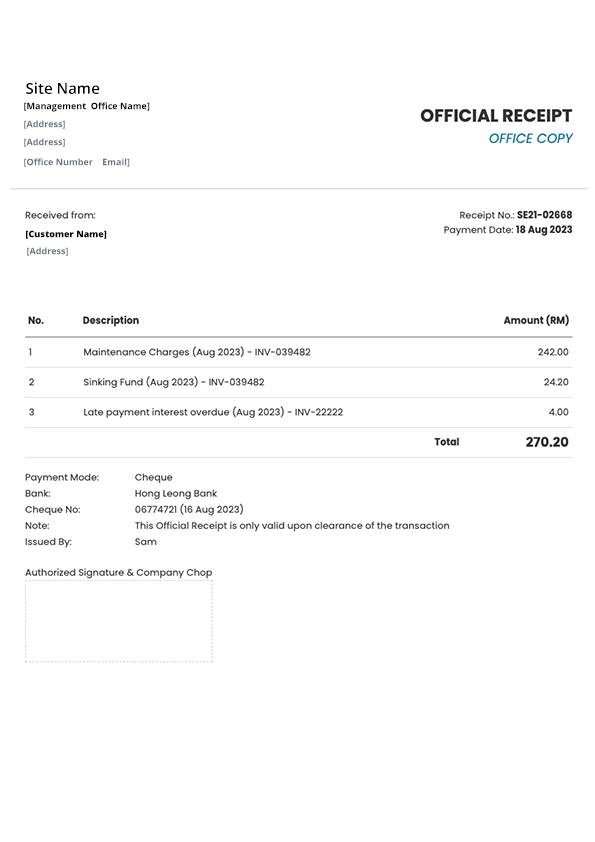 Site Name
[Management Office Name]
[Address]
[Address]
[Office Number Email]
OFFICIAL RECEIPT
OFFICE COPY
Received from:
[Customer Name]
[Address]
Receipt No.: SE21-02668
Payment Date: 18 Aug 2023
No. Description Amount (RM)
1 Maintenance Charges (Aug 2023) - INV-039482 242.00
2 Sinking Fund (Aug 2023) - INV-039482 24.20
3 Late payment interest overdue (Aug 2023) - INV-22222 4.00
Total 270.20
Payment Mode: Cheque
Bank: Hong Leong Bank
Cheque No: 06774721 (16 Aug 2023)
Note: This Official Receipt is only valid upon clearance of the transaction
Issued By: Sam
Authorized Signature & Company Chop